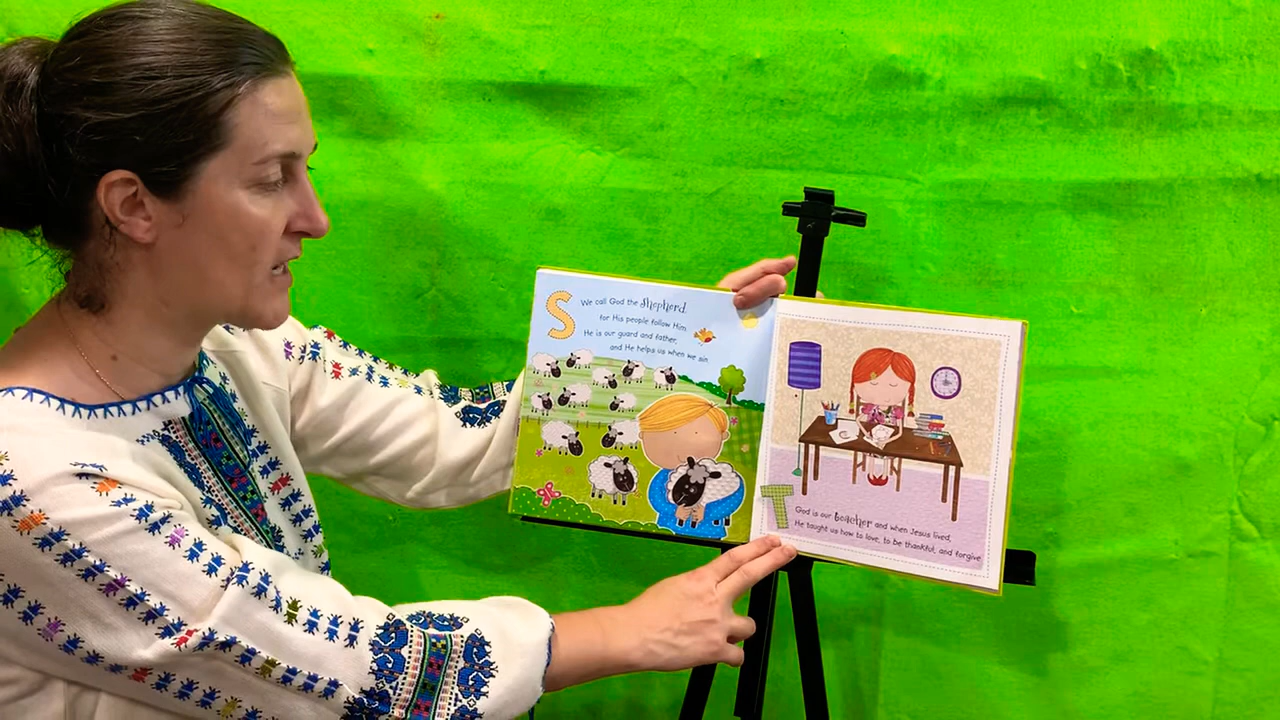 S
We call God the Shepherd,
for His people follow Him.
He is our guard and father,
and He helps us when we sin.
T
God is our teacher and when Jesus lived,
He taught us how to love, to be thankful, and forgive.